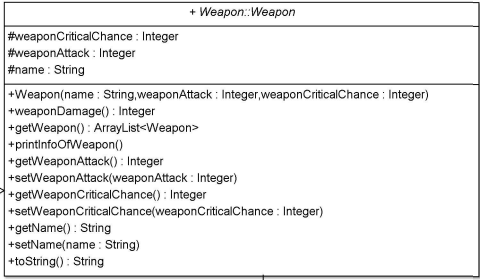 + Weapon::Weapon
#weaponCriticalChance : Integer
#weaponAttack : Integer
#name : String
+Weapon(name : String,weaponAttack : Integer,weaponCriticalChance : Integer)
+weaponDamage() : Integer
+getWeapon() : ArrayList<Weapon>
+printInfoOfWeapon()
+getWeaponAttack() : Integer
+setWeaponAttack(weaponAttack : Integer)
+getWeaponCriticalChance() : Integer
+setWeaponCriticalChance(weaponCriticalChance : Integer)
+getName() : String
+setName(name : String)
+toString() : String